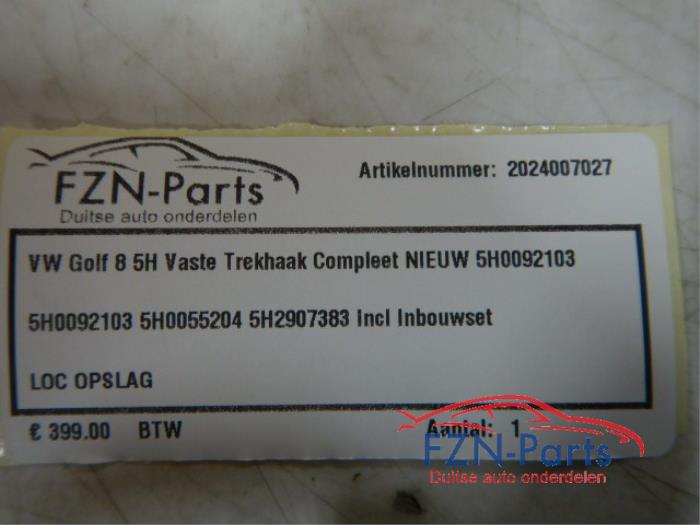 FZN-Parts
Duitse auto onderdelen
Artikelnummer: 2024007027
VW Golf 8 5H Vaste Trekhaak Compleet NIEUW 5H0092103
5H0092103 5H0055204 5H2907383 Incl Inbouwset
LOC OPSLAG
€ 399.00 BTW Aantal: 1
FZN-Parts
Duitse auto onderdelen